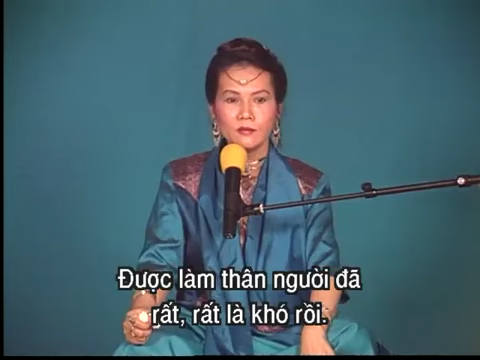 Được làm thân người đã
rất, rất là khó rồi.